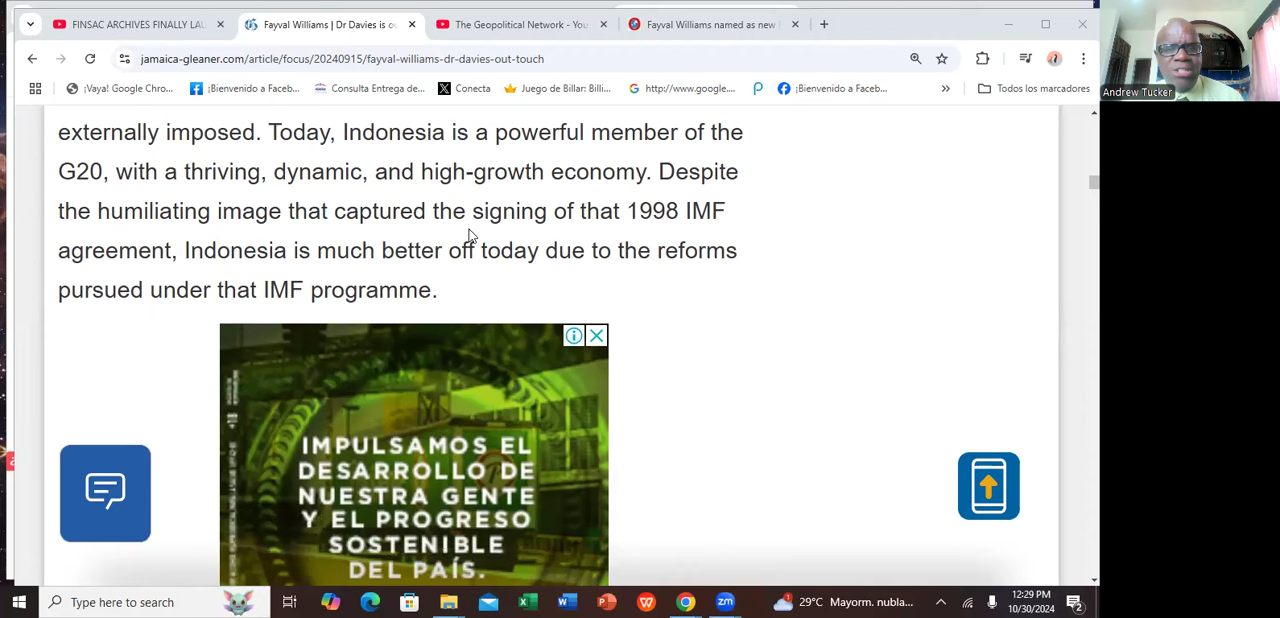 FINSAC ARCHIVES FINALLY LAU
Fayval Williams | Dr Davies is ou
The Geopolitical Network - You
Fayval Williams named as new
jamaica-gleaner.com/article/focus/20240915/fayval-williams-dr-davies-out-touch
¡Vaya! Google Chro...
¡Bienvenido a Faceb...
Consulta Entrega de...
Conecta
Juego de Billar: Billi...
http://www.google....
¡Bienvenido a Faceb...
Todos los marcadores
Andrew Tucker
externally imposed. Today, Indonesia is a powerful member of the
G20, with a thriving, dynamic, and high-growth economy. Despite
the humiliating image that captured the signing of that 1998 IMF
agreement, Indonesia is much better off today due to the reforms
pursued under that IMF programme.
IMPULSAMOS EL
DESARROLLO DE
NUESTRA GENTE
Y EL PROGRESO
SOSTENIBLE
DEL PAÍS.
Type here to search
29°C Mayorm. nubla...
12:29 PM
10/30/2024
2